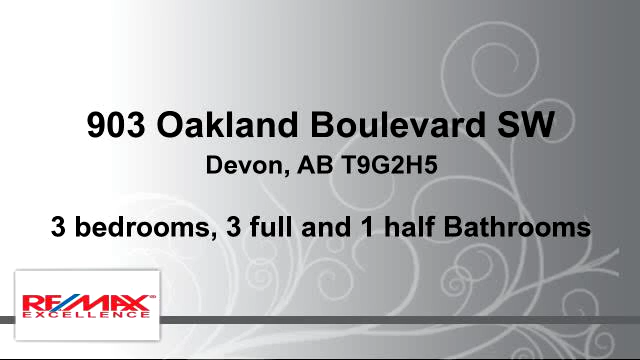 903 Oakland Boulevard SW
Devon, AB T9G2H5
3 bedrooms, 3 full and 1 half Bathrooms
RE/MAX
EXCELLENCE